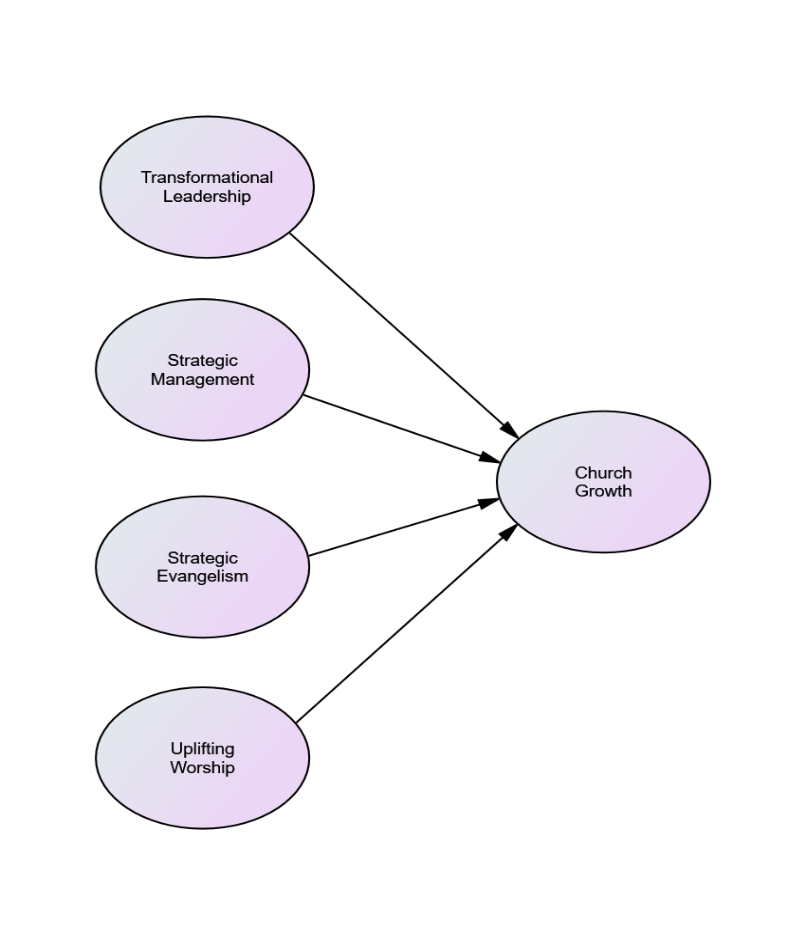 Transformational
Leadership
Strategic
Management
Church
Growth
Strategic
Evangelism
Uplifting
Worship